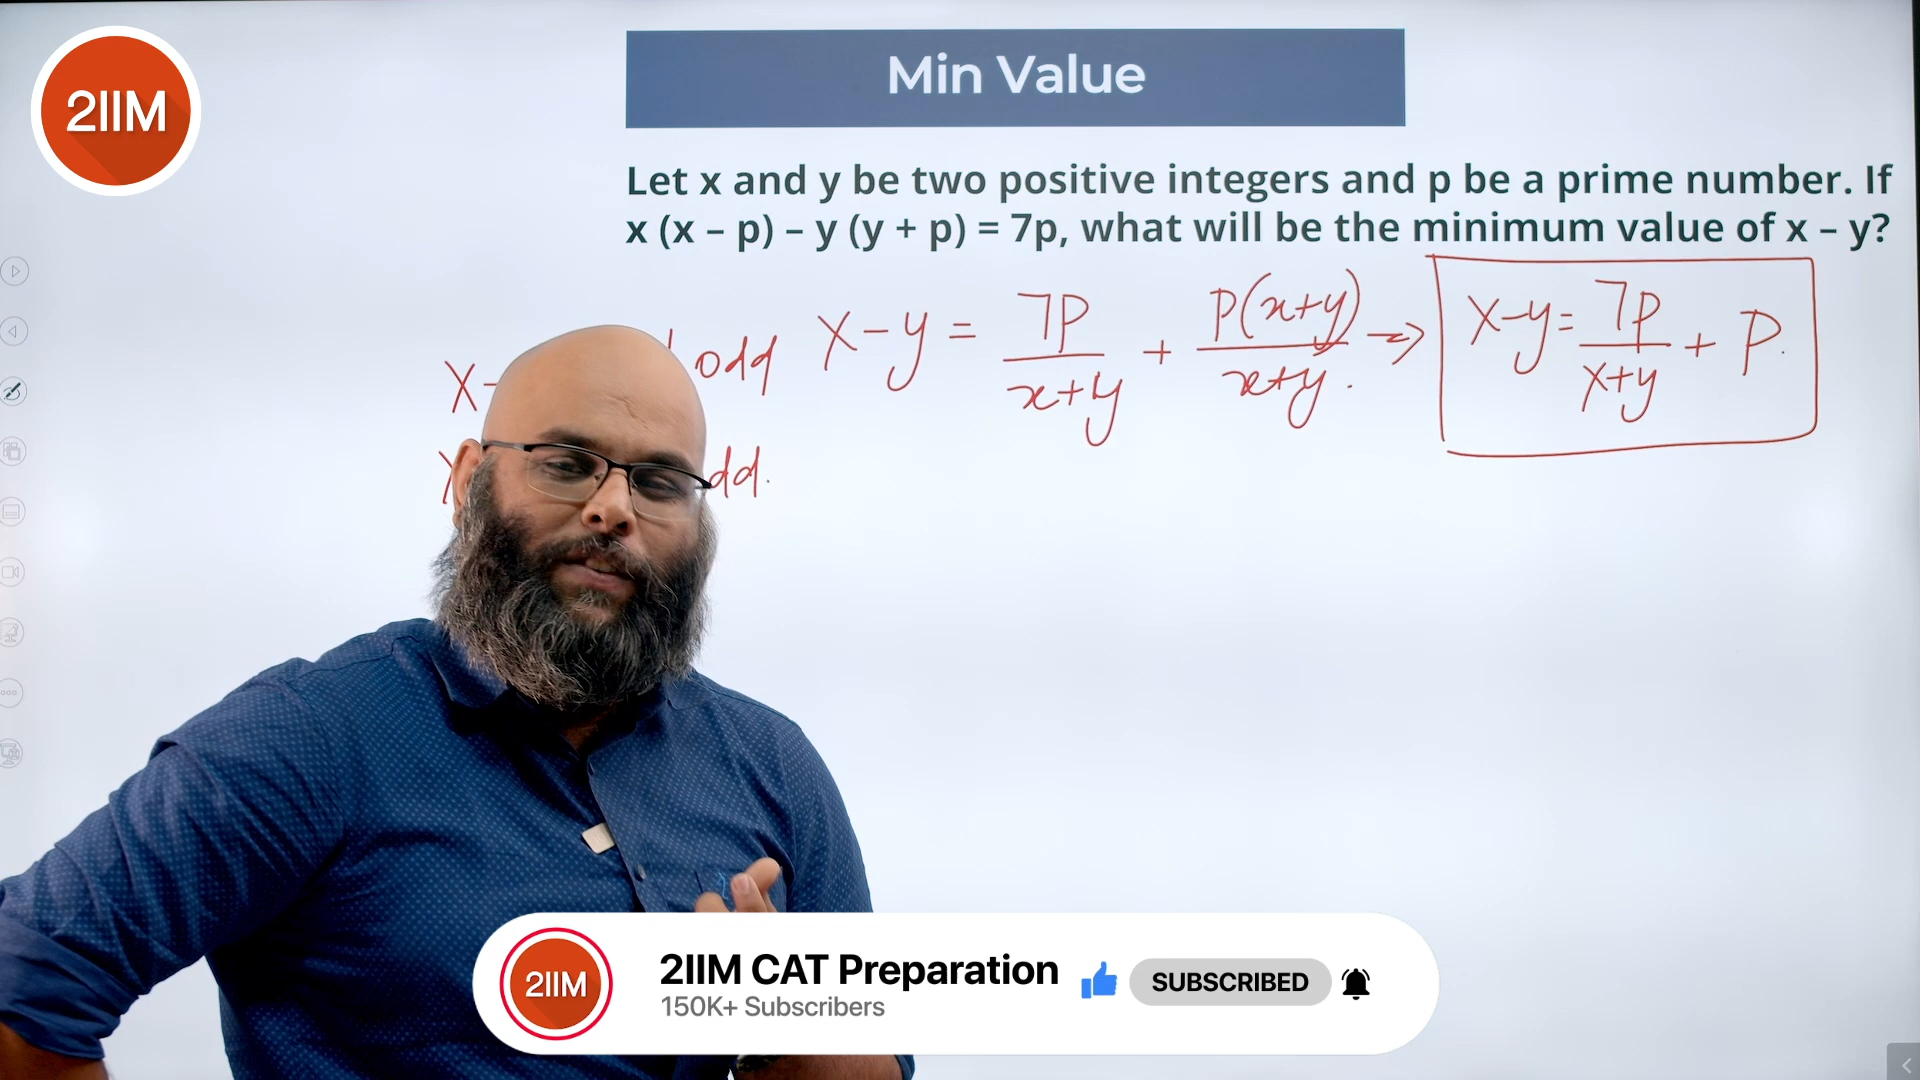 2IIM
Min Value
Let x and y be two positive integers and p be a prime number. If
x (x – p) – y (y + p) = 7p, what will be the minimum value of x – y?
x-y = 7p/(x+y) + p(x+y)/(x+y). → x-y = 7p/(x+y) + p.
x- odd
dd.
2IIM
2IIM CAT Preparation
150K+ Subscribers
SUBSCRIBED